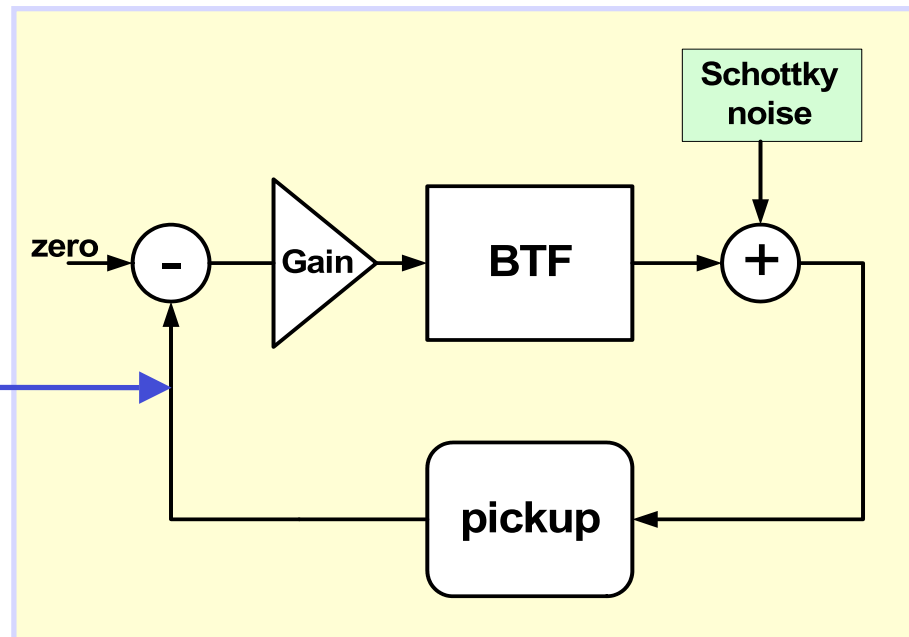 Schottky
noise
zero
-
Gain
BTF
+
pickup